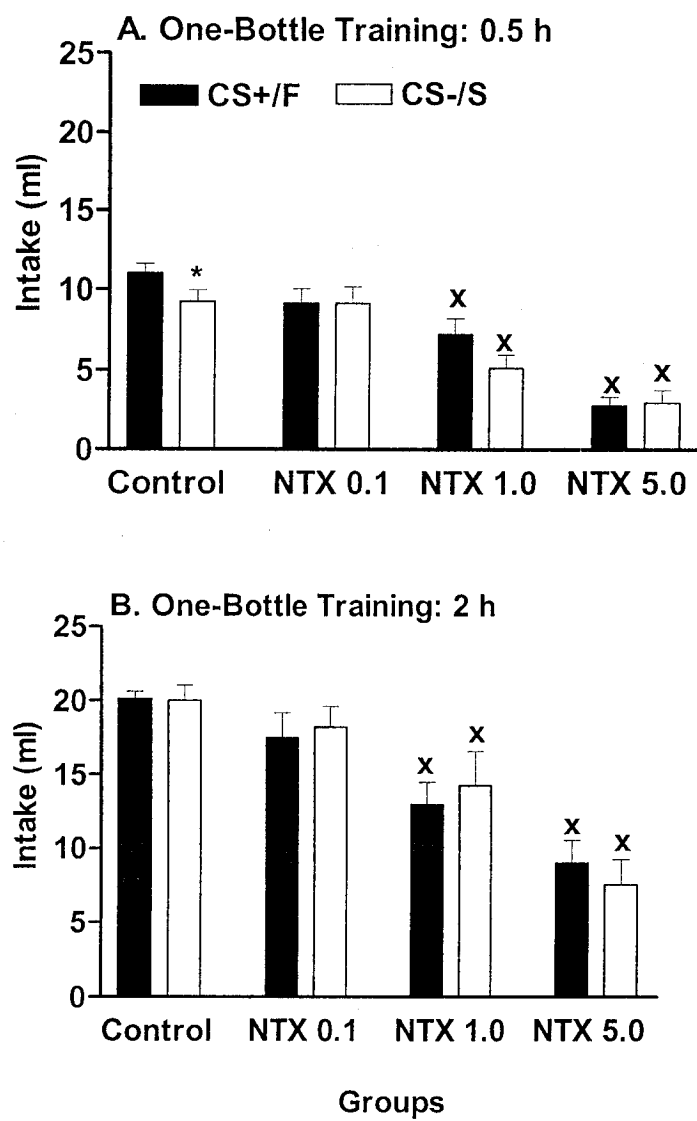 A. One-Bottle Training: 0.5 h
25
CS+/F CS-/S
20
15
10
5
0
Intake (ml)
*
X
X
X
X
Control NTX 0.1 NTX 1.0 NTX 5.0
B. One-Bottle Training: 2 h
25
20
15
10
5
0
Intake (ml)
X
X
X
X
Control NTX 0.1 NTX 1.0 NTX 5.0
Groups